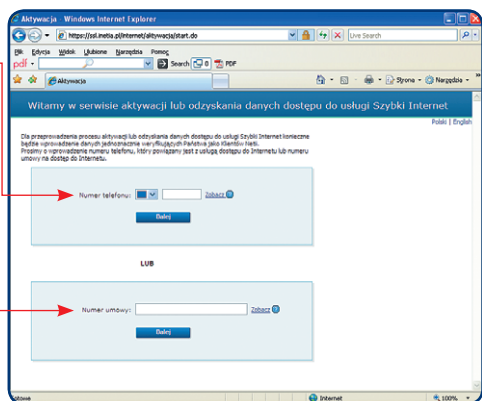 Aktywacja Windows Internet Explorer
https://ssl.inetia.pl/internet/aktywacja/start.do
Live Search
Plik Edycja Widok Ulubione Narzędzia Pomoc
pdf Search 0 PDF
Aktywacja
Strona Narzędzia
Witamy w serwisie aktywacji lub odzyskania danych dostępu do usługi Szybki Internet
Polski | English
Dla przeprowadzenia procesu aktywacji lub odzyskania danych dostępu do usługi Szybki Internet konieczne
będzie wprowadzenie danych jednoznacznie weryfikujących Państwa jako Klientów Netii.
Prosimy o wprowadzenie numeru telefonu, który powiązany jest z usługą dostępu do Internetu lub numeru
umowy na dostęp do Internetu.
Numer telefonu: Zobacz
Dalej
LUB
Numer umowy: Zobacz
Dalej
Internet 100%